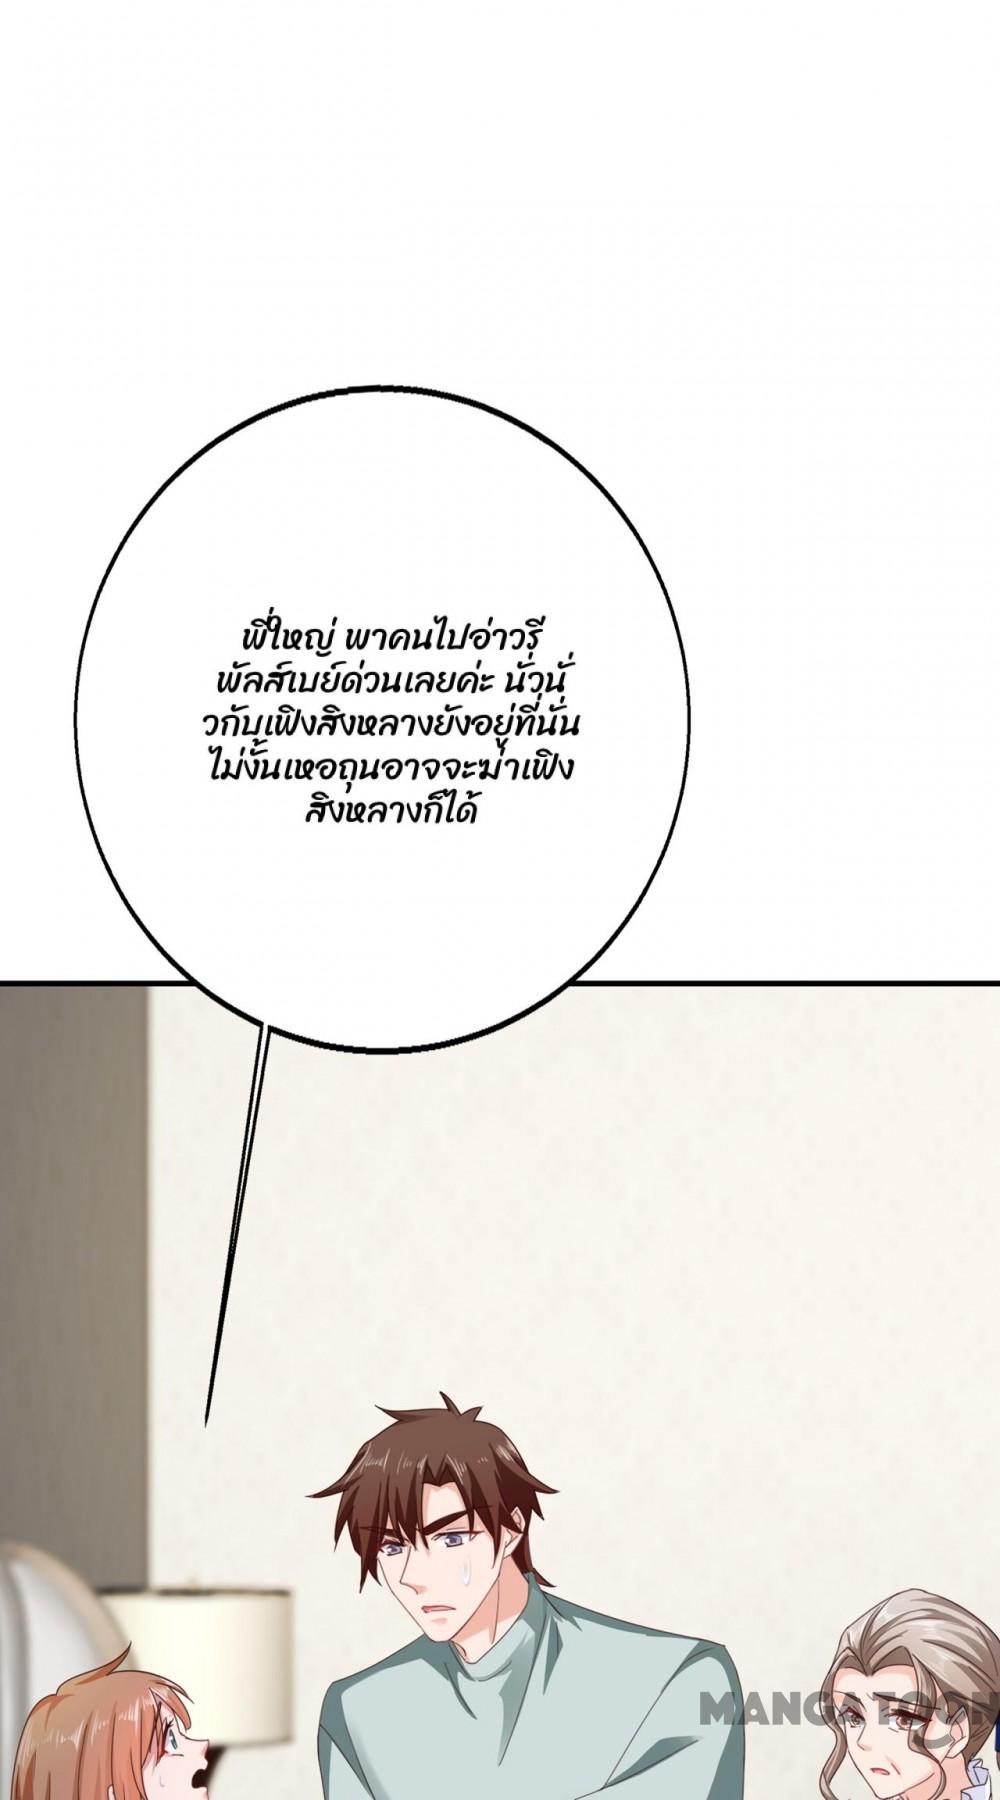 พี่ใหญ่ พาคนไปอ่าวรี
พัลส์เบย์ด่วนเลยค่ะ นั่วนั่
วกับเฟิงสิงหลางยังอยู่ที่นั่น
ไม่งั้นเหอถุนอาจจะฆ่าเฟิง
สิงหลางก็ได้
MANGA TOON